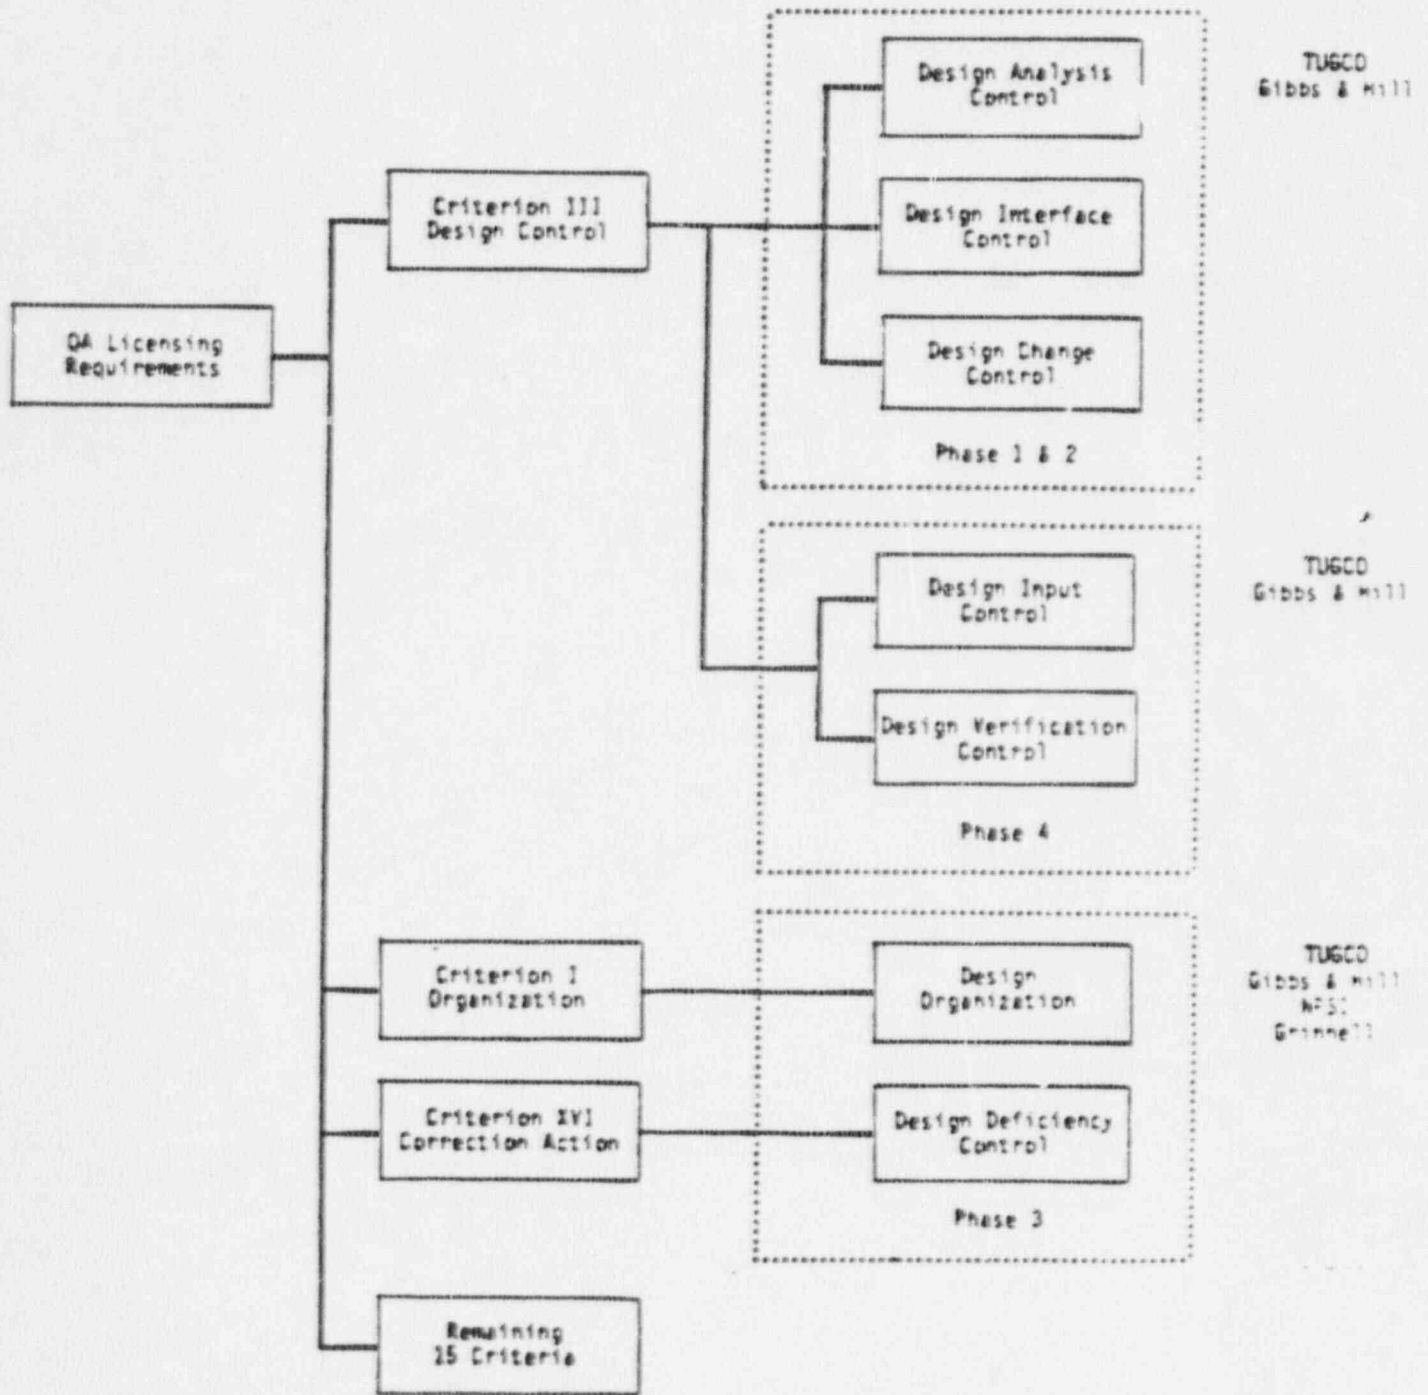 Design Analysis
Control
TUGCO
Gibbs & Hill
Criterion III
Design Control
Design Interface
Control
QA Licensing
Requirements
Design Change
Control
Phase 1 & 2
Design Input
Control
TUGCO
Gibbs & Hill
Design Verification
Control
Phase 4
Criterion I
Organization
Design
Organization
TUGCO
Gibbs & Hill
NPSI
Grinnell
Criterion XVI
Correction Action
Design Deficiency
Control
Phase 3
Remaining
15 Criteria